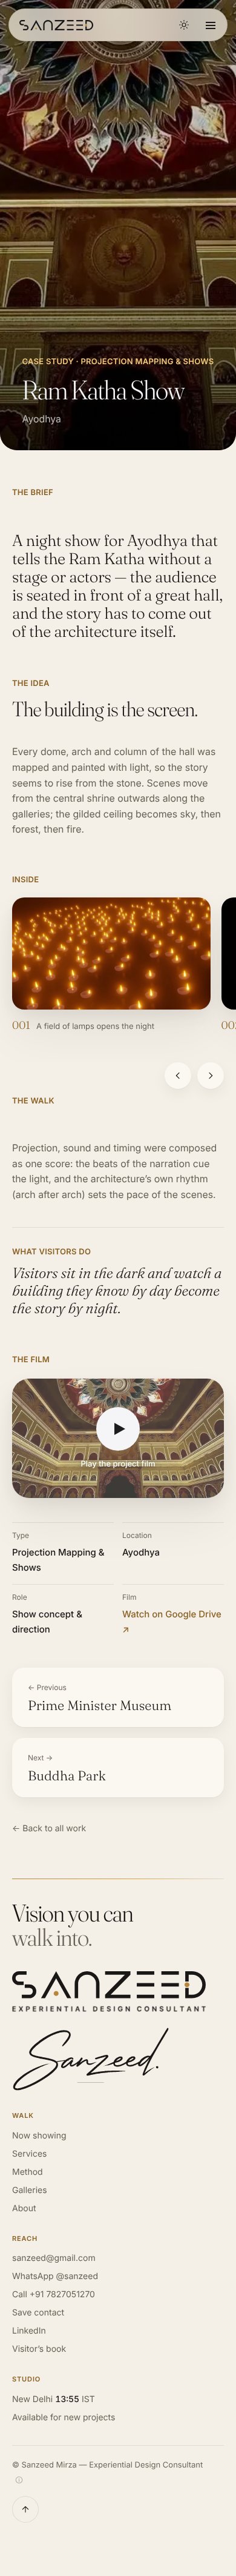 SANZEED
CASE STUDY · PROJECTION MAPPING & SHOWS
Ram Katha Show
Ayodhya
THE BRIEF
A night show for Ayodhya that
tells the Ram Katha without a
stage or actors — the audience
is seated in front of a great hall,
and the story has to come out
of the architecture itself.
THE IDEA
The building is the screen.
Every dome, arch and column of the hall was
mapped and painted with light, so the story
seems to rise from the stone. Scenes move
from the central shrine outwards along the
galleries; the gilded ceiling becomes sky, then
forest, then fire.
INSIDE
001 A field of lamps opens the night
THE WALK
Projection, sound and timing were composed
as one score: the beats of the narration cue
the light, and the architecture’s own rhythm
(arch after arch) sets the pace of the scenes.
WHAT VISITORS DO
Visitors sit in the dark and watch a
building they know by day become
the story by night.
THE FILM
Play the project film
Type
Projection Mapping &
Shows
Location
Ayodhya
Role
Show concept &
direction
Film
Watch on Google Drive
↗
← Previous
Prime Minister Museum
Next →
Buddha Park
← Back to all work
Vision you can
walk into.
SANZEED
EXPERIENTIAL DESIGN CONSULTANT
Sanzeed.
WALK
Now showing
Services
Method
Galleries
About
REACH
sanzeed@gmail.com
WhatsApp @sanzeed
Call +91 7827051270
Save contact
LinkedIn
Visitor’s book
STUDIO
New Delhi 13:55 IST
Available for new projects
© Sanzeed Mirza — Experiential Design Consultant